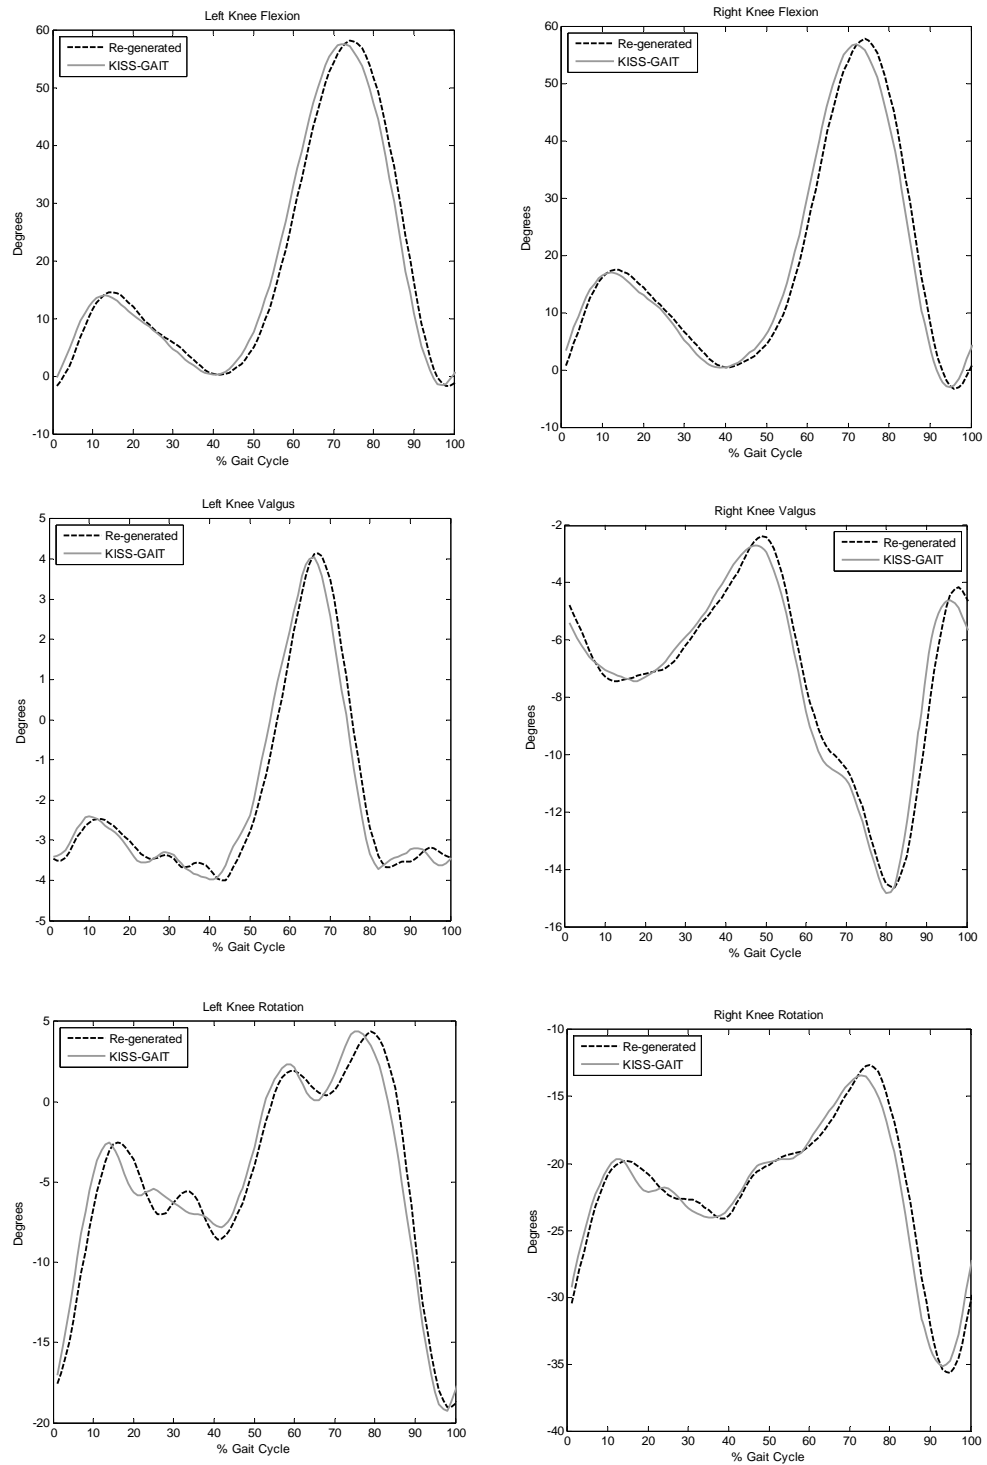 Left Knee Flexion
Re-generated
KISS-GAIT
60
50
40
30
20
10
0
-10
Degrees
0 10 20 30 40 50 60 70 80 90 100
% Gait Cycle
Right Knee Flexion
Re-generated
KISS-GAIT
60
50
40
30
20
10
0
-10
Degrees
0 10 20 30 40 50 60 70 80 90 100
% Gait Cycle
Left Knee Valgus
Re-generated
KISS-GAIT
5
4
3
2
1
0
-1
-2
-3
-4
-5
Degrees
0 10 20 30 40 50 60 70 80 90 100
% Gait Cycle
Right Knee Valgus
Re-generated
KISS-GAIT
-2
-4
-6
-8
-10
-12
-14
-16
Degrees
0 10 20 30 40 50 60 70 80 90 100
% Gait Cycle
Left Knee Rotation
Re-generated
KISS-GAIT
5
0
-5
-10
-15
-20
Degrees
0 10 20 30 40 50 60 70 80 90 100
% Gait Cycle
Right Knee Rotation
Re-generated
KISS-GAIT
-10
-15
-20
-25
-30
-35
-40
Degrees
0 10 20 30 40 50 60 70 80 90 100
% Gait Cycle